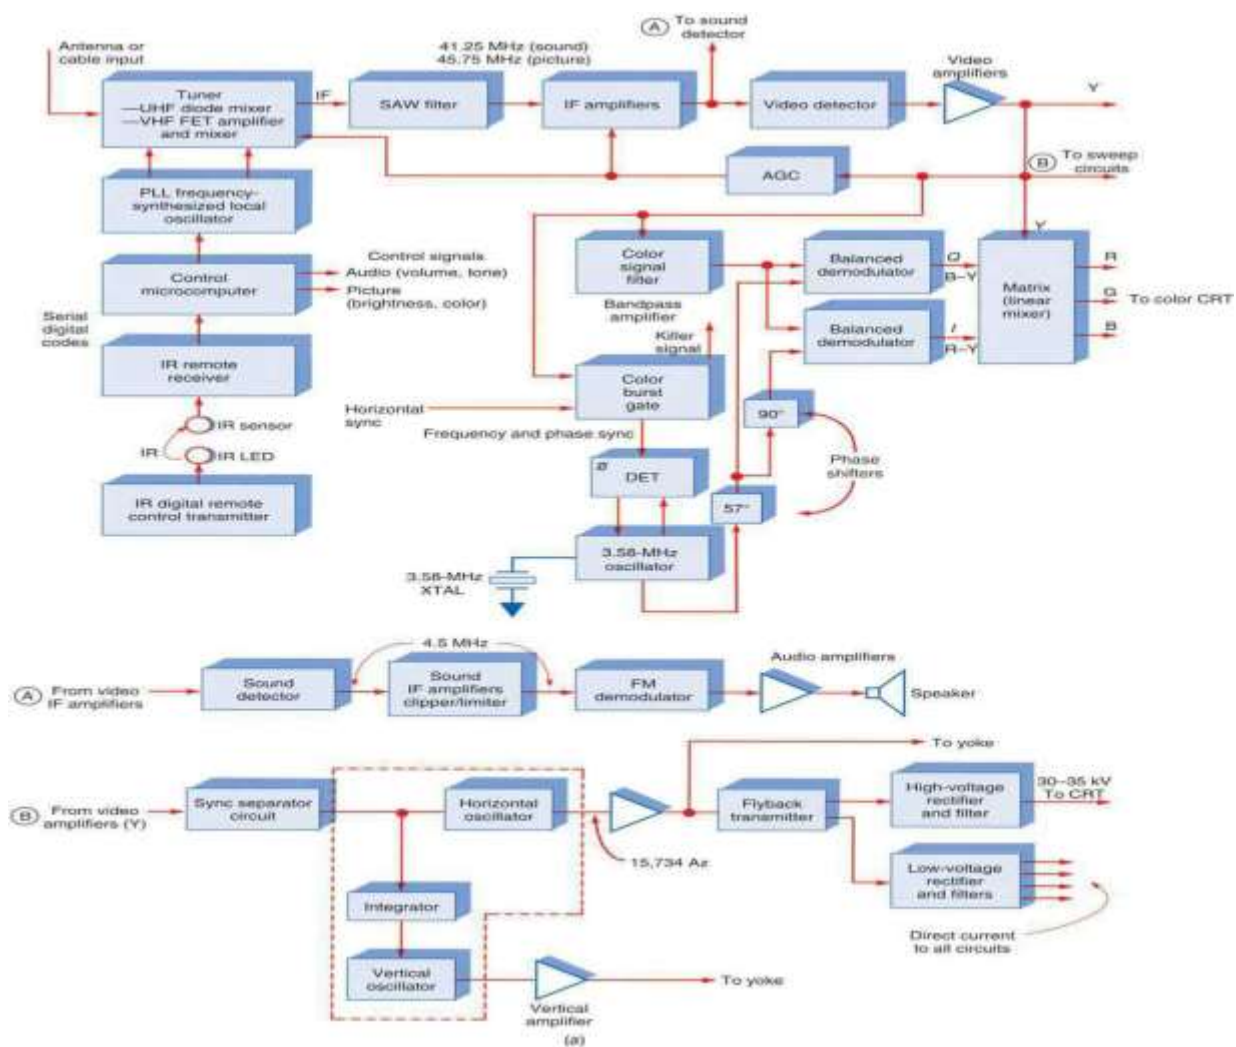 Antenna or
cable input
Tuner
—UHF diode mixer
—VHF FET amplifier
and mixer
IF
SAW filter
41.25 MHz (sound)
45.75 MHz (picture)
IF amplifiers
A
To sound
detector
Video detector
Video
amplifiers
Y
B
To sweep
circuits
AGC
PLL frequency-
synthesized local
oscillator
Control
microcomputer
Control signals
Audio (volume, tone)
Picture
(brightness, color)
Serial
digital
codes
IR remote
receiver
IR sensor
IR
IR LED
IR digital remote
control transmitter
Color
signal
filter
Bandpass
amplifier
Killer
signal
Balanced
demodulator
Q
B–Y
Balanced
demodulator
I
R–Y
Y
Matrix
(linear
mixer)
R
G
B
To color CRT
Color
burst
gate
Horizontal
sync
Frequency and phase sync
ø
DET
90°
57°
Phase
shifters
3.58-MHz
oscillator
3.58-MHz
XTAL
A
From video
IF amplifiers
Sound
detector
4.5 MHz
Sound
IF amplifiers
clipper/limiter
FM
demodulator
Audio amplifiers
Speaker
B
From video
amplifiers (Y)
Sync separator
circuit
Horizontal
oscillator
15,734 Az
To yoke
Flyback
transmitter
High-voltage
rectifier
and filter
30–35 kV
To CRT
Low-voltage
rectifier
and filters
Direct current
to all circuits
Integrator
Vertical
oscillator
Vertical
amplifier
To yoke
(a)